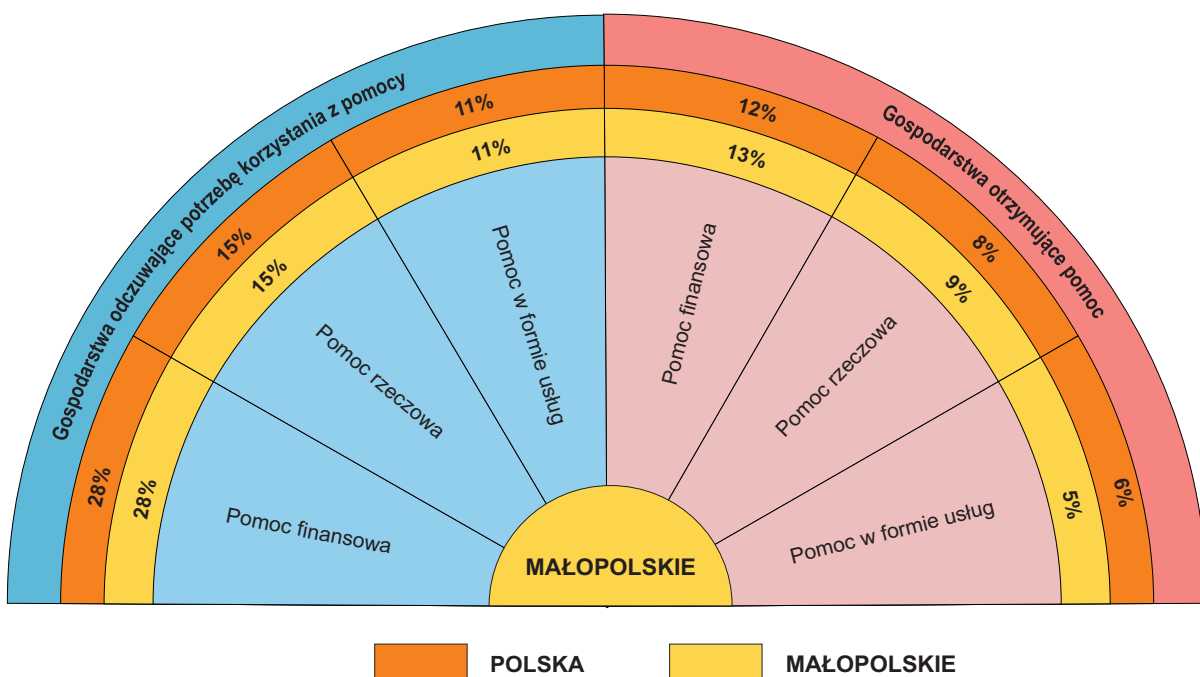 Gospodarstwa odczuwające potrzebę korzystania z pomocy
Gospodarstwa otrzymujące pomoc
28%
15%
11%
12%
8%
6%
28%
15%
11%
13%
9%
5%
Pomoc finansowa
Pomoc rzeczowa
Pomoc w formie usług
Pomoc finansowa
Pomoc rzeczowa
Pomoc w formie usług
MAŁOPOLSKIE
POLSKA
MAŁOPOLSKIE